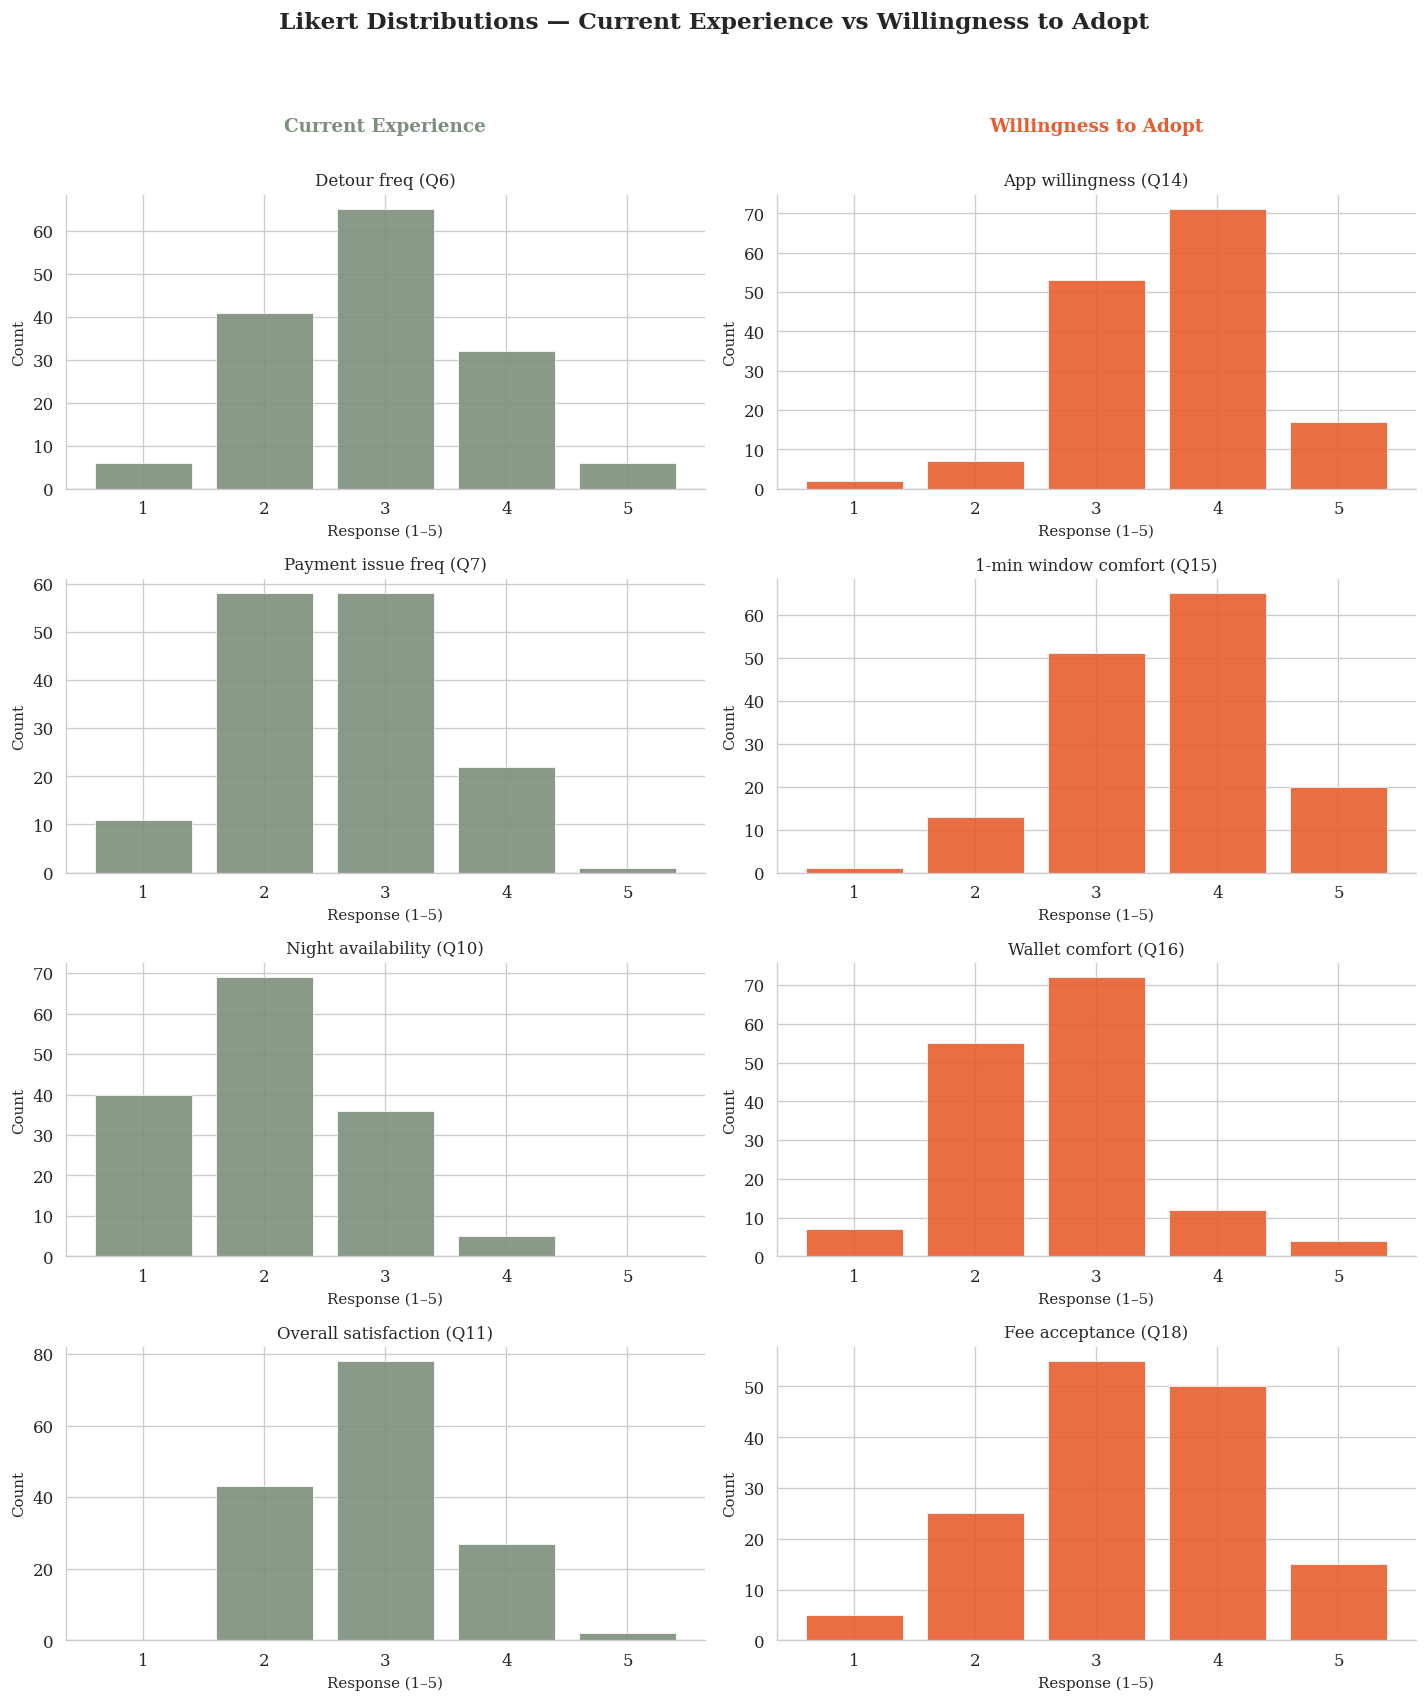 Likert Distributions — Current Experience vs Willingness to Adopt
Current Experience
Willingness to Adopt
Detour freq (Q6)
Count
60
50
40
30
20
10
0
1 2 3 4 5
Response (1–5)
App willingness (Q14)
Count
70
60
50
40
30
20
10
0
1 2 3 4 5
Response (1–5)
Payment issue freq (Q7)
Count
60
50
40
30
20
10
0
1 2 3 4 5
Response (1–5)
1-min window comfort (Q15)
Count
60
50
40
30
20
10
0
1 2 3 4 5
Response (1–5)
Night availability (Q10)
Count
70
60
50
40
30
20
10
0
1 2 3 4 5
Response (1–5)
Wallet comfort (Q16)
Count
70
60
50
40
30
20
10
0
1 2 3 4 5
Response (1–5)
Overall satisfaction (Q11)
Count
80
60
40
20
0
1 2 3 4 5
Response (1–5)
Fee acceptance (Q18)
Count
50
40
30
20
10
0
1 2 3 4 5
Response (1–5)